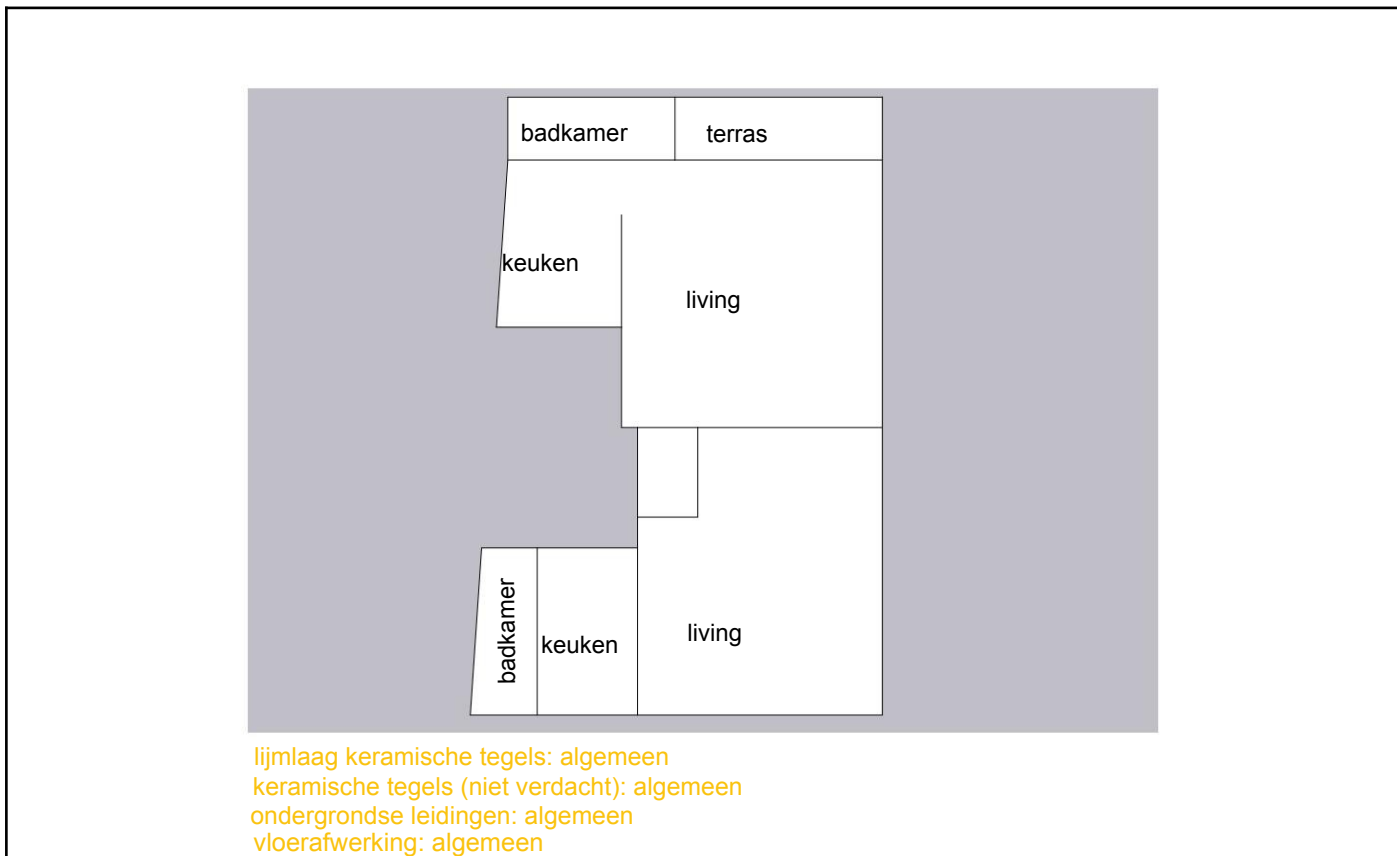 badkamer
terras
keuken
living
badkamer
keuken
living
lijmlaag keramische tegels: algemeen
keramische tegels (niet verdacht): algemeen
ondergrondse leidingen: algemeen
vloerafwerking: algemeen